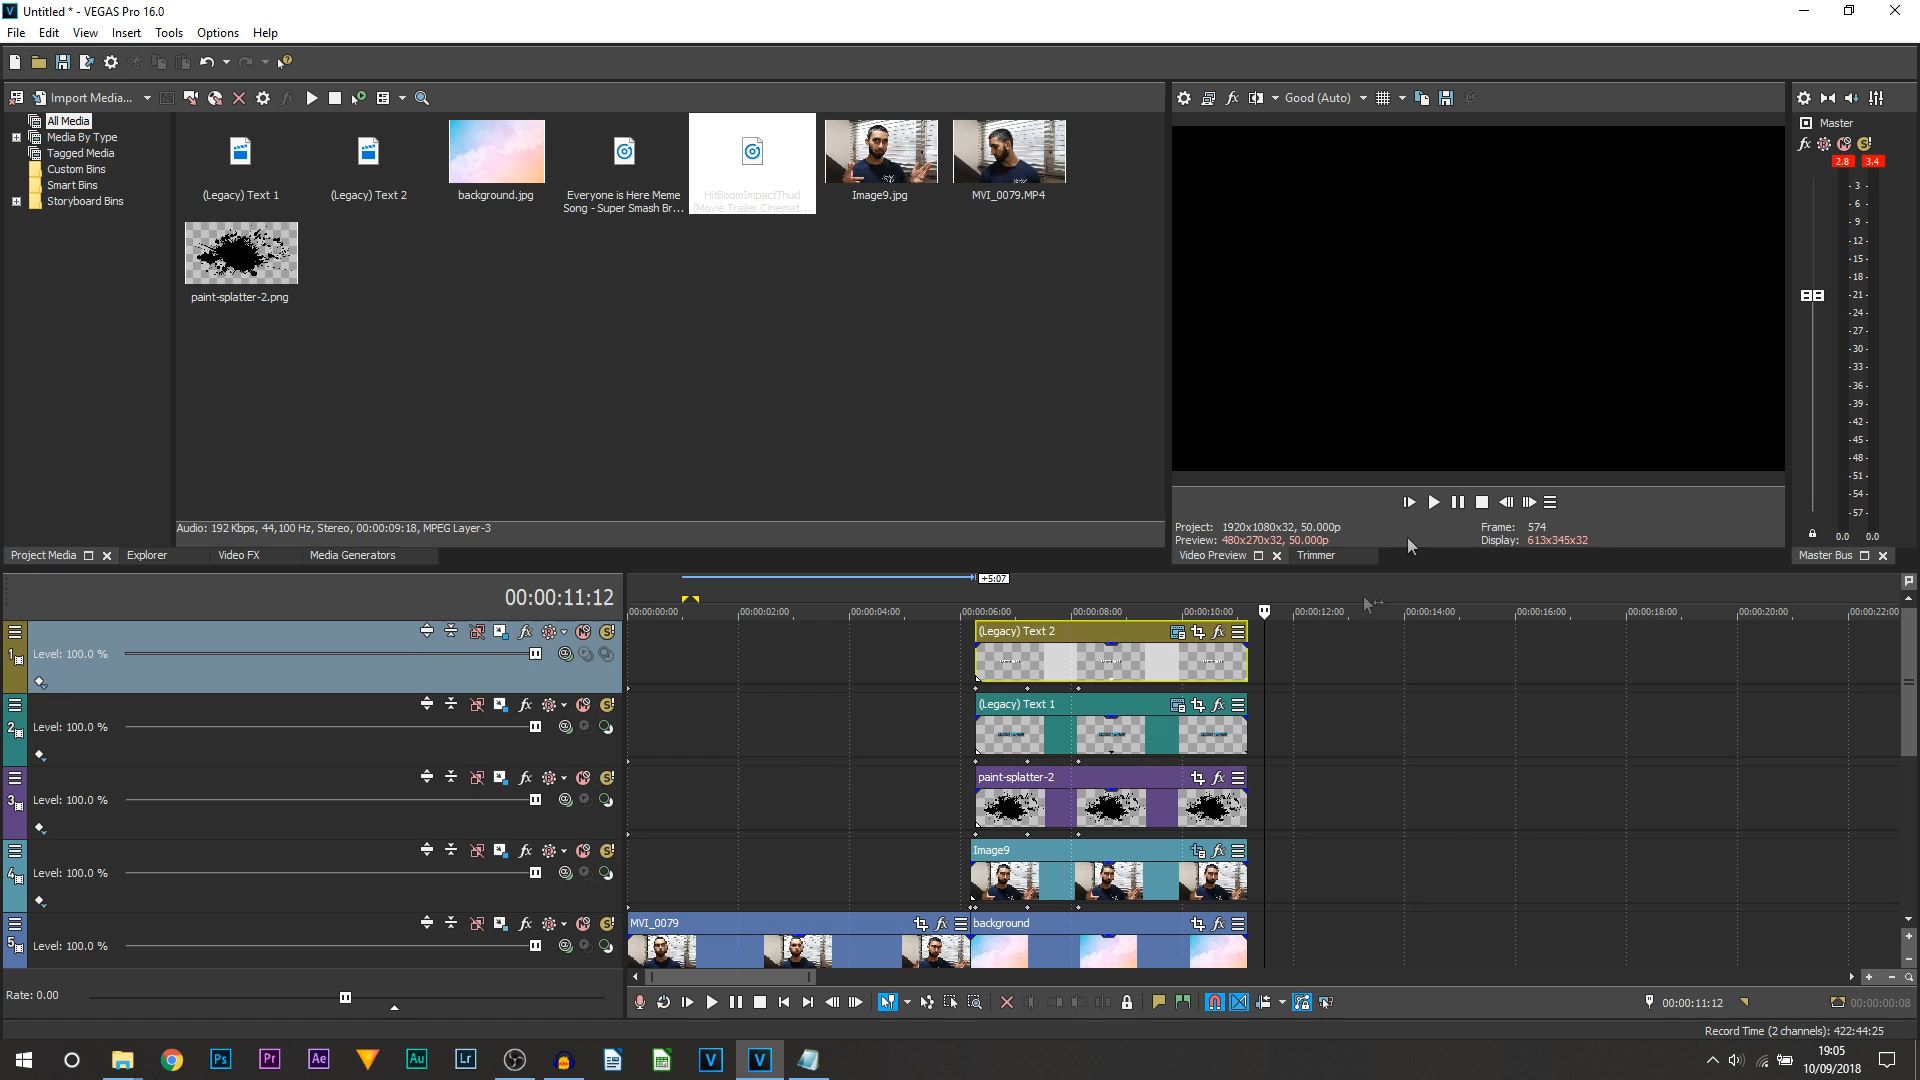 Untitled * - VEGAS Pro 16.0
File Edit View Insert Tools Options Help
Import Media...
Good (Auto)
All Media
Media By Type
Tagged Media
Custom Bins
Smart Bins
Storyboard Bins
(Legacy) Text 1
(Legacy) Text 2
background.jpg
Everyone is Here Meme
Song - Super Smash Br...
HitBoomImpactThud
(Movie Trailer Cinemat...
Image9.jpg
MVI_0079.MP4
paint-splatter-2.png
Master
fx
2.8 3.4
- 3 -
- 6 -
- 9 -
-12-
-15-
-18-
-21-
-24-
-27-
-30-
-33-
-36-
-39-
-42-
-45-
-48-
-51-
-54-
-57-
0.0 0.0
Audio: 192 Kbps, 44,100 Hz, Stereo, 00:00:09:18, MPEG Layer-3
Project: 1920x1080x32, 50.000p
Preview: 480x270x32, 50.000p
Frame: 574
Display: 613x345x32
Project Media Explorer Video FX Media Generators
Video Preview Trimmer
Master Bus
+5:07
00:00:11:12
00:00:00:00 00:00:02:00 00:00:04:00 00:00:06:00 00:00:08:00 00:00:10:00 00:00:12:00 00:00:14:00 00:00:16:00 00:00:18:00 00:00:20:00 00:00:22:00
1 Level: 100.0 %
(Legacy) Text 2
2 Level: 100.0 %
(Legacy) Text 1
3 Level: 100.0 %
paint-splatter-2
4 Level: 100.0 %
Image9
5 Level: 100.0 %
MVI_0079
background
Rate: 0.00
00:00:11:12
00:00:00:08
Record Time (2 channels): 422:44:25
Ps Pr Ae Au Lr V V
19:05
10/09/2018